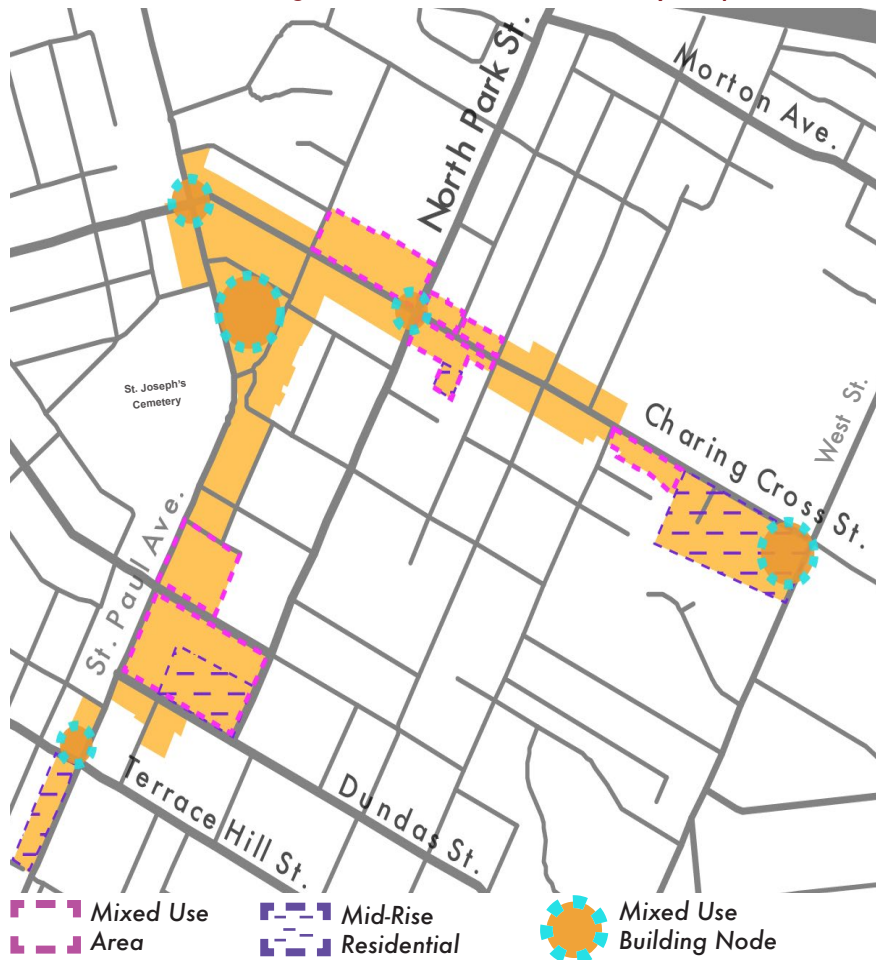 North Park St.
Morton Ave.
St. Joseph's
Cemetery
Charing Cross St.
West St.
St. Paul Ave.
Terrace Hill St.
Dundas St.
Mixed Use
Area
Mid-Rise
Residential
Mixed Use
Building Node